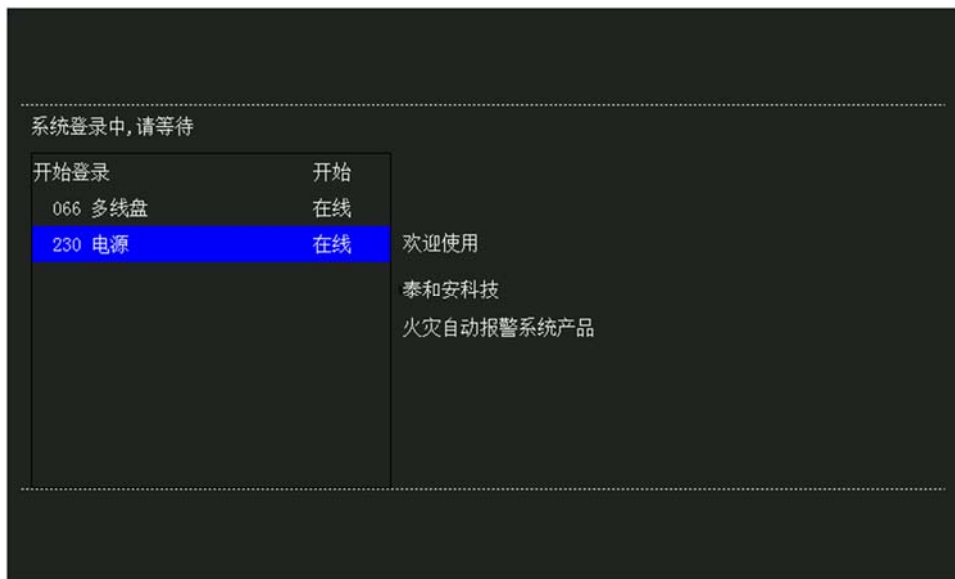 系统登录中,请等待
开始登录 开始
066 多线盘 在线
230 电源 在线
欢迎使用
泰和安科技
火灾自动报警系统产品